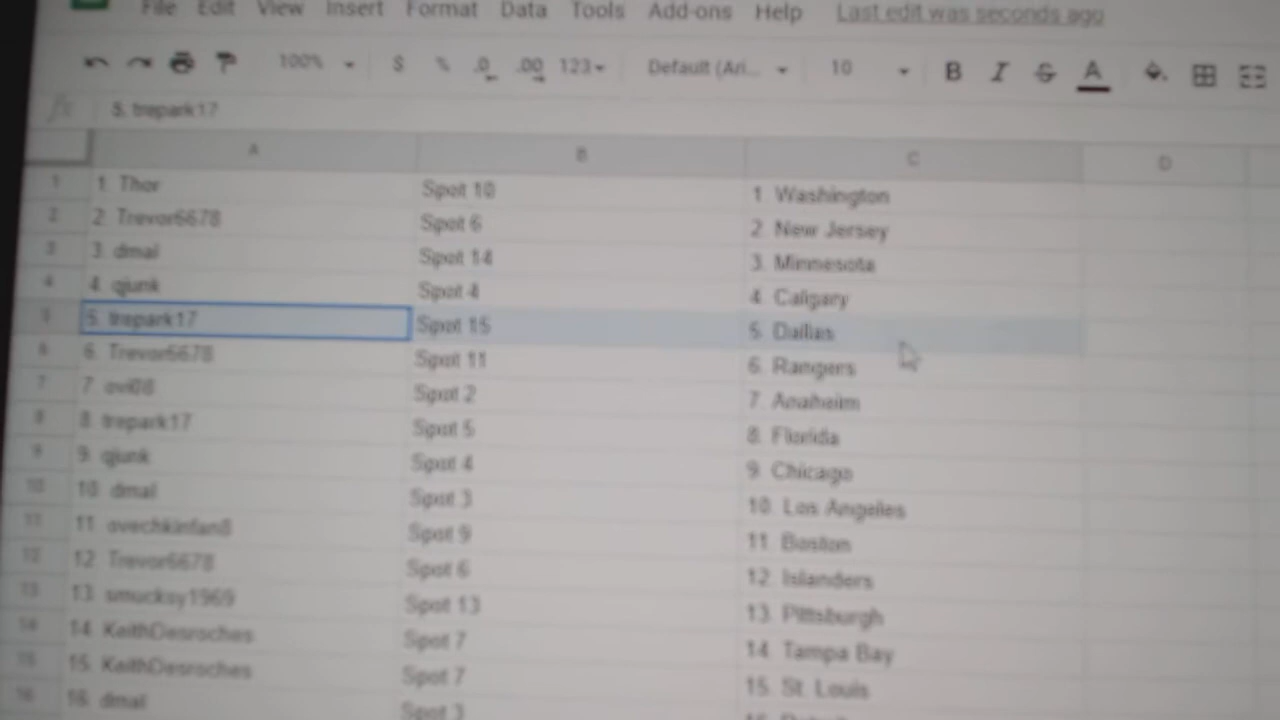 File Edit View Insert Format Data Tools Add-ons Help Last edit was seconds ago
100% $ % .0 .00 123 Default (Ari... 10 B I S A
fx 5. trepark17
A B C D
1 1. Thor Spot 10 1. Washington
2 2. Trevor6678 Spot 6 2. New Jersey
3 3. dmal Spot 14 3. Minnesota
4 4. qjunk Spot 4 4. Caligary
5 5. trepark17 Spot 15 5. Dallas
6 6. Trevor6678 Spot 11 6. Rangers
7 7. ovi08 Spot 2 7. Anaheim
8 8. trepark17 Spot 5 8. Florida
9 9. qjunk Spot 4 9. Chicago
10 10. dmal Spot 3 10. Los Angeles
11 11. ovechkinfan8 Spot 9 11. Boston
12 12. Trevor6678 Spot 6 12. Islanders
13 13. smucksy1969 Spot 13 13. Pittsburgh
14 14. KeithDesroches Spot 7 14. Tampa Bay
15 15. KeithDesroches Spot 7 15. St. Louis
16 16. dmal Spot 3